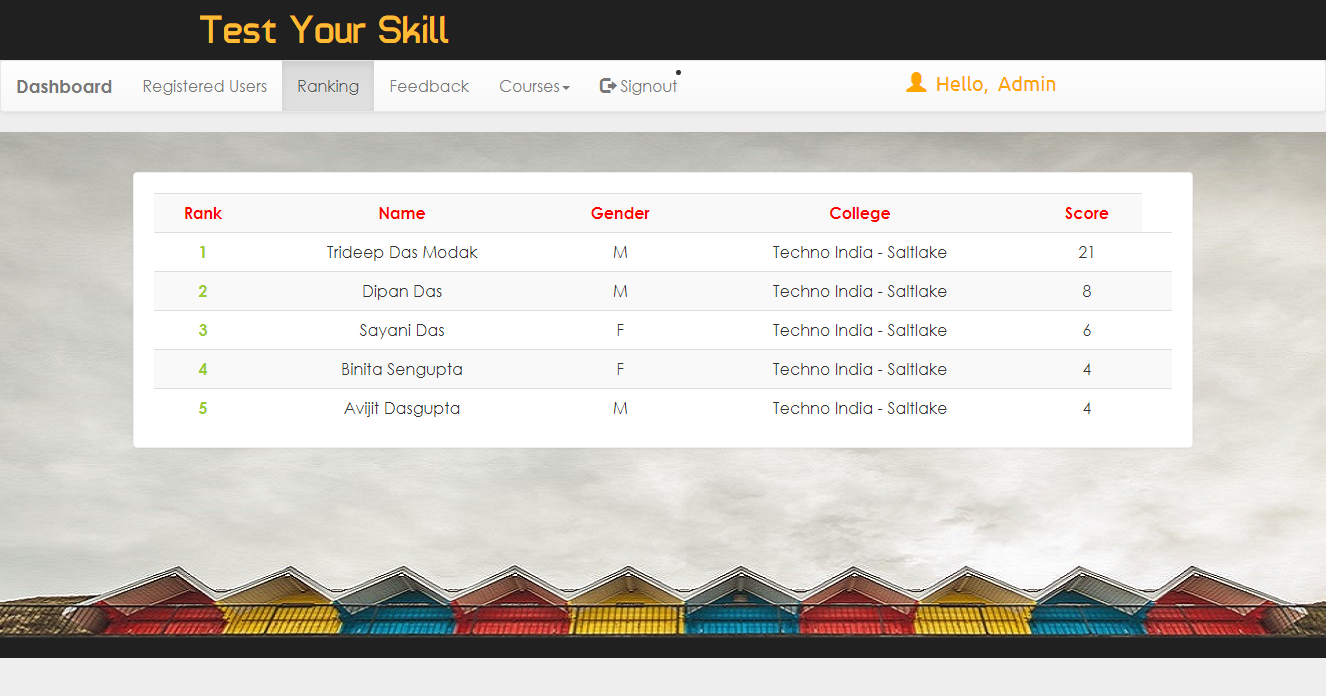 Test Your Skill
Dashboard Registered Users Ranking Feedback Courses Signout Hello, Admin
Rank Name Gender College Score
1 Trideep Das Modak M Techno India - Saltlake 21
2 Dipan Das M Techno India - Saltlake 8
3 Sayani Das F Techno India - Saltlake 6
4 Binita Sengupta F Techno India - Saltlake 4
5 Avijit Dasgupta M Techno India - Saltlake 4